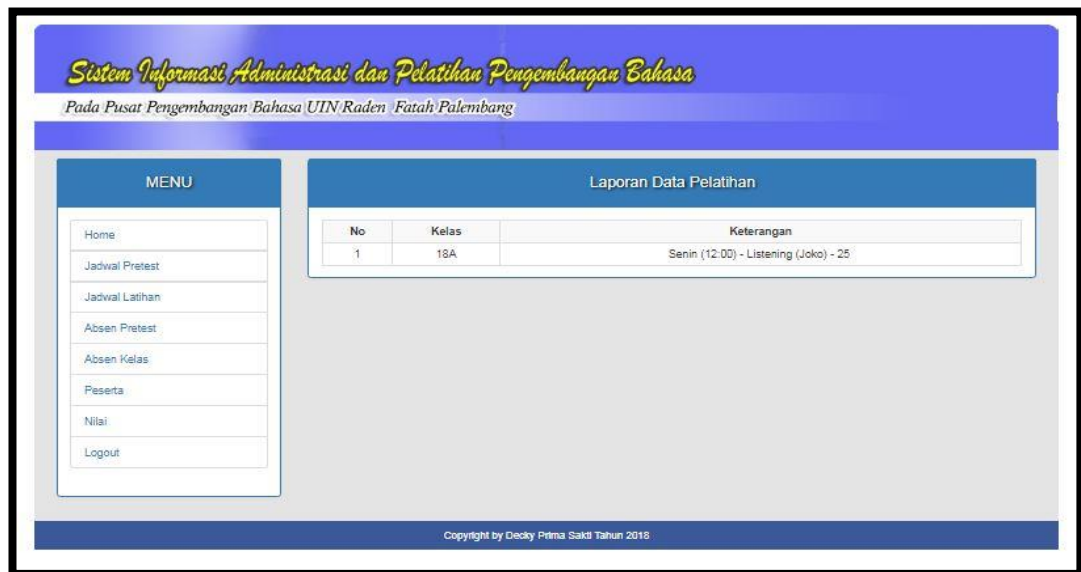 Sistem Informasi Administrasi dan Pelatihan Pengembangan Bahasa
Pada Pusat Pengembangan Bahasa UIN Raden Fatah Palembang
MENU
Home
Jadwal Pretest
Jadwal Latihan
Absen Pretest
Absen Kelas
Peserta
Nilai
Logout
Laporan Data Pelatihan
No Kelas Keterangan
1 18A Senin (12:00) - Listening (Joko) - 25
Copyright by Decky Prima Sakti Tahun 2018